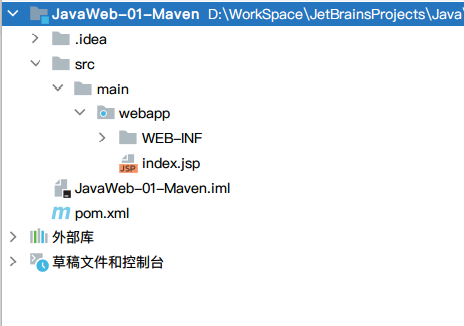 JavaWeb-01-Maven D:\WorkSpace\JetBrainsProjects\Java\
.idea
src
main
webapp
WEB-INF
JSP index.jsp
JavaWeb-01-Maven.iml
m pom.xml
外部库
草稿文件和控制台